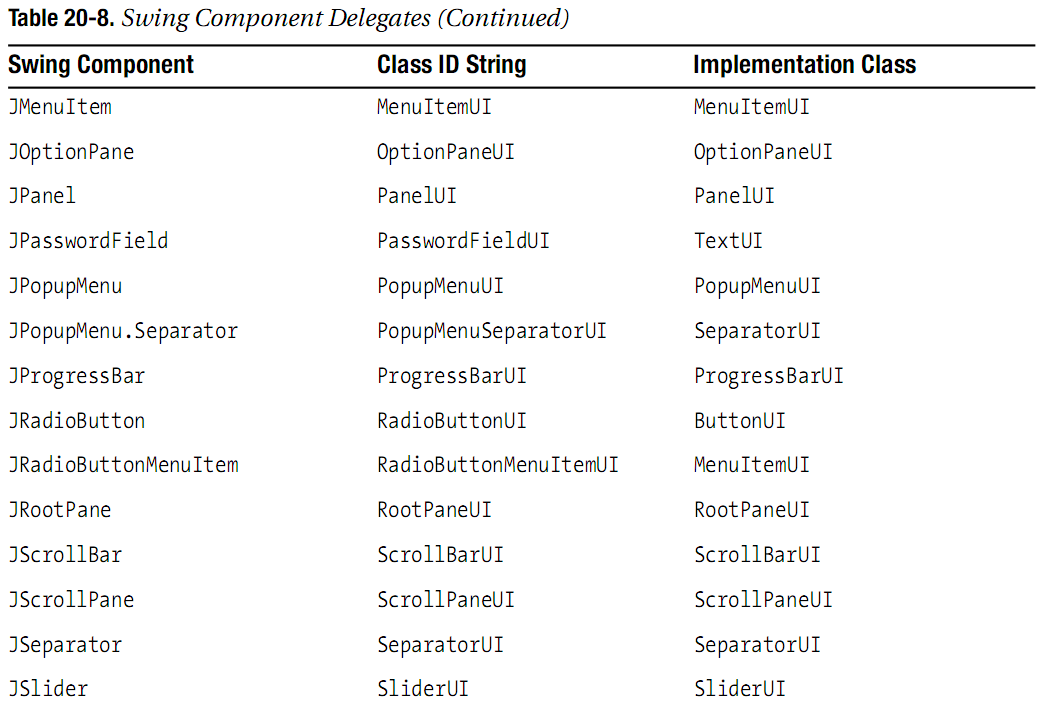 Table 20-8. Swing Component Delegates (Continued)
Swing Component Class ID String Implementation Class
JMenuItem MenuItemUI MenuItemUI
JOptionPane OptionPaneUI OptionPaneUI
JPanel PanelUI PanelUI
JPasswordField PasswordFieldUI TextUI
JPopupMenu PopupMenuUI PopupMenuUI
JPopupMenu.Separator PopupMenuSeparatorUI SeparatorUI
JProgressBar ProgressBarUI ProgressBarUI
JRadioButton RadioButtonUI ButtonUI
JRadioButtonMenuItem RadioButtonMenuItemUI MenuItemUI
JRootPane RootPaneUI RootPaneUI
JScrollBar ScrollBarUI ScrollBarUI
JScrollPane ScrollPaneUI ScrollPaneUI
JSeparator SeparatorUI SeparatorUI
JSlider SliderUI SliderUI